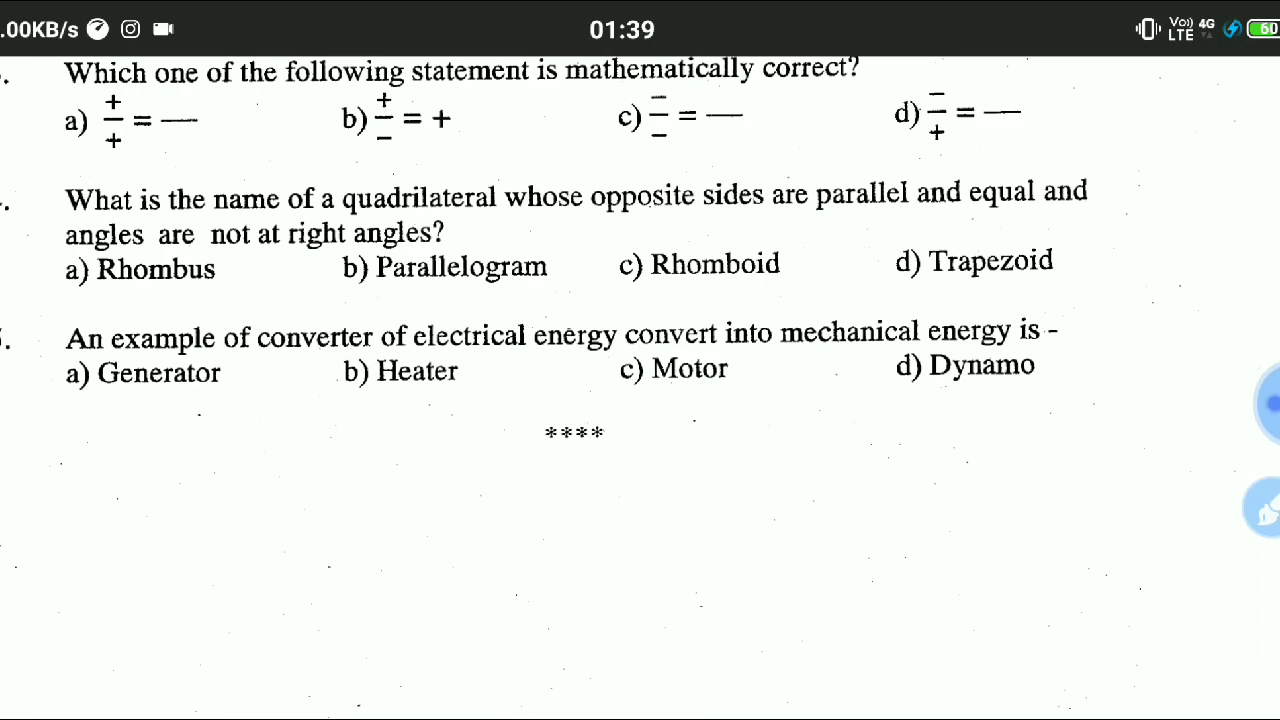 .00KB/s 01:39 Vo)) LTE 4G 60
. Which one of the following statement is mathematically correct?
a) +/+ = — b) +/− = + c) −/− = — d) −/+ = —
. What is the name of a quadrilateral whose opposite sides are parallel and equal and
angles are not at right angles?
a) Rhombus b) Parallelogram c) Rhomboid d) Trapezoid
. An example of converter of electrical energy convert into mechanical energy is -
a) Generator b) Heater c) Motor d) Dynamo
****